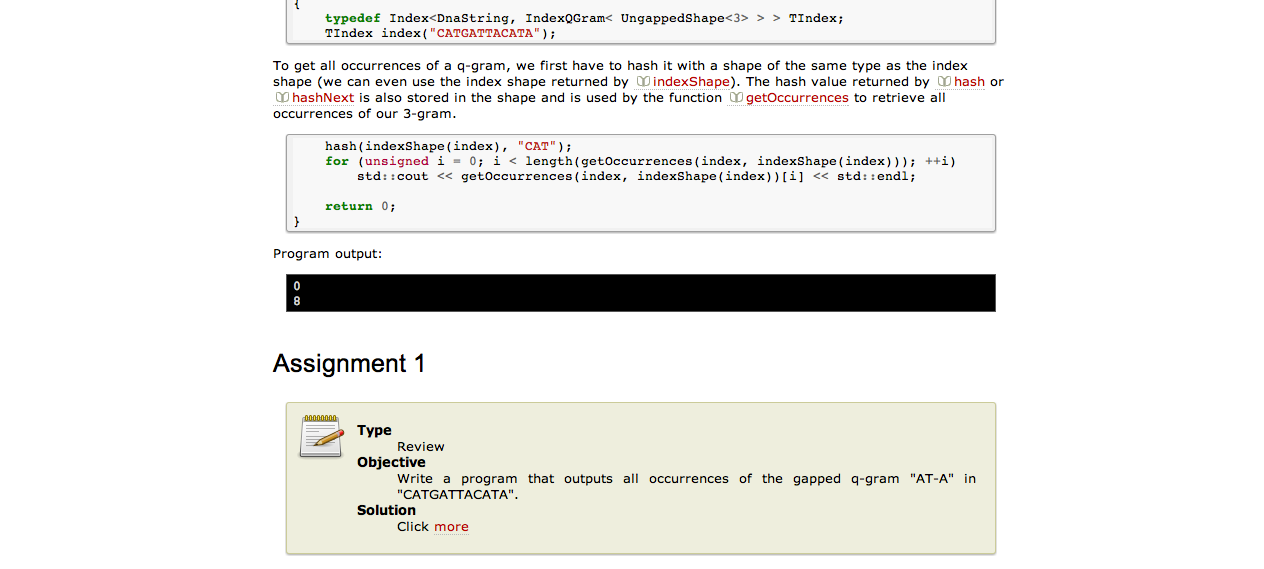 {
typedef Index<DnaString, IndexQGram< UngappedShape<3> > > TIndex;
TIndex index("CATGATTACATA");
To get all occurrences of a q-gram, we first have to hash it with a shape of the same type as the index
shape (we can even use the index shape returned by indexShape). The hash value returned by hash or
hashNext is also stored in the shape and is used by the function getOccurrences to retrieve all
occurrences of our 3-gram.
hash(indexShape(index), "CAT");
for (unsigned i = 0; i < length(getOccurrences(index, indexShape(index))); ++i)
std::cout << getOccurrences(index, indexShape(index))[i] << std::endl;
return 0;
}
Program output:
0
8
Assignment 1
Type
Review
Objective
Write a program that outputs all occurrences of the gapped q-gram "AT-A" in
"CATGATTACATA".
Solution
Click more